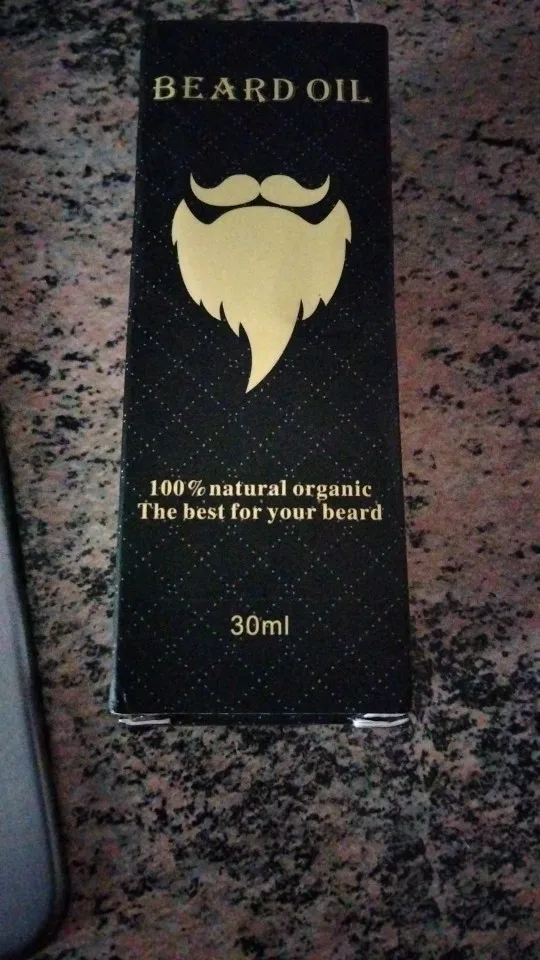 BEARD OIL
100% natural organic
The best for your beard
30ml